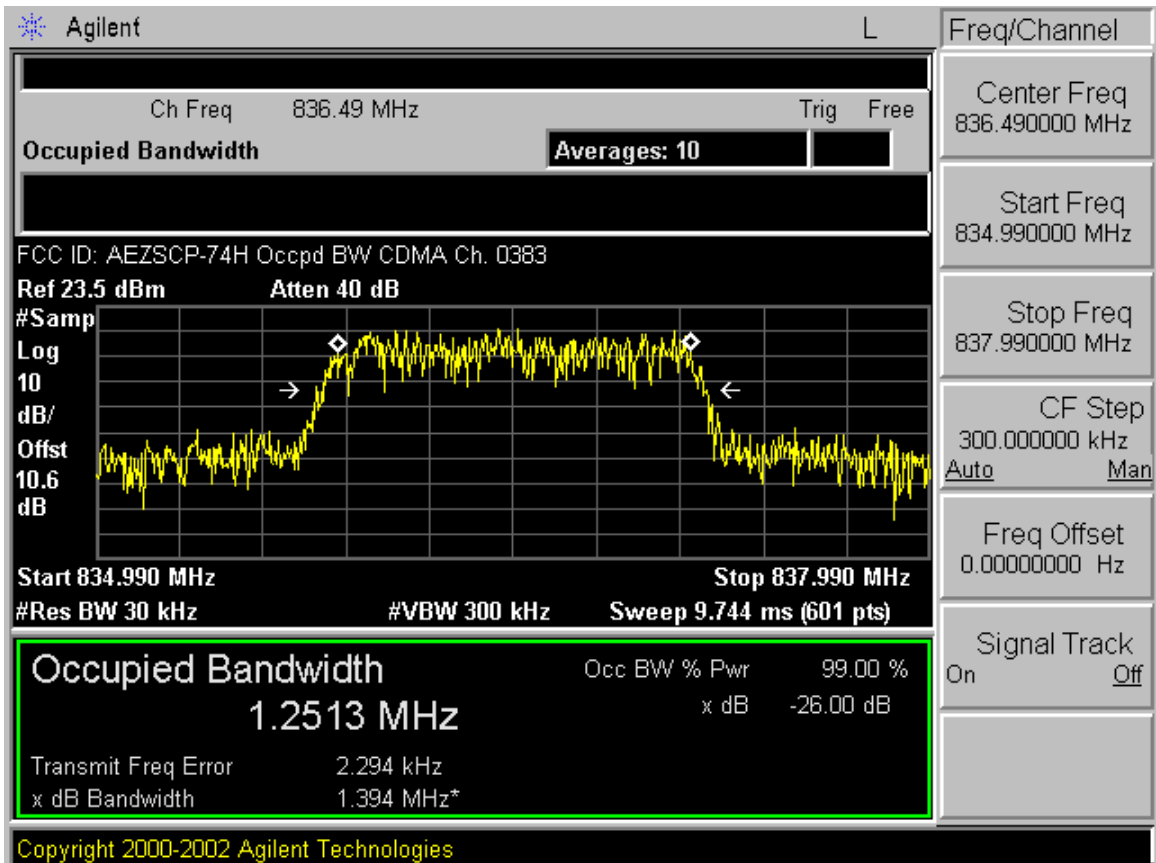 Agilent L
Freq/Channel
Ch Freq 836.49 MHz Trig Free
Occupied Bandwidth Averages: 10
FCC ID: AEZSCP-74H Occpd BW CDMA Ch. 0383
Ref 23.5 dBm Atten 40 dB
#Samp
Log
10
dB/
Offst
10.6
dB
Start 834.990 MHz Stop 837.990 MHz
#Res BW 30 kHz #VBW 300 kHz Sweep 9.744 ms (601 pts)
Occupied Bandwidth Occ BW % Pwr 99.00 %
1.2513 MHz x dB -26.00 dB
Transmit Freq Error 2.294 kHz
x dB Bandwidth 1.394 MHz*
Copyright 2000-2002 Agilent Technologies
Center Freq
836.490000 MHz
Start Freq
834.990000 MHz
Stop Freq
837.990000 MHz
CF Step
300.000000 kHz
Auto Man
Freq Offset
0.00000000 Hz
Signal Track
On Off